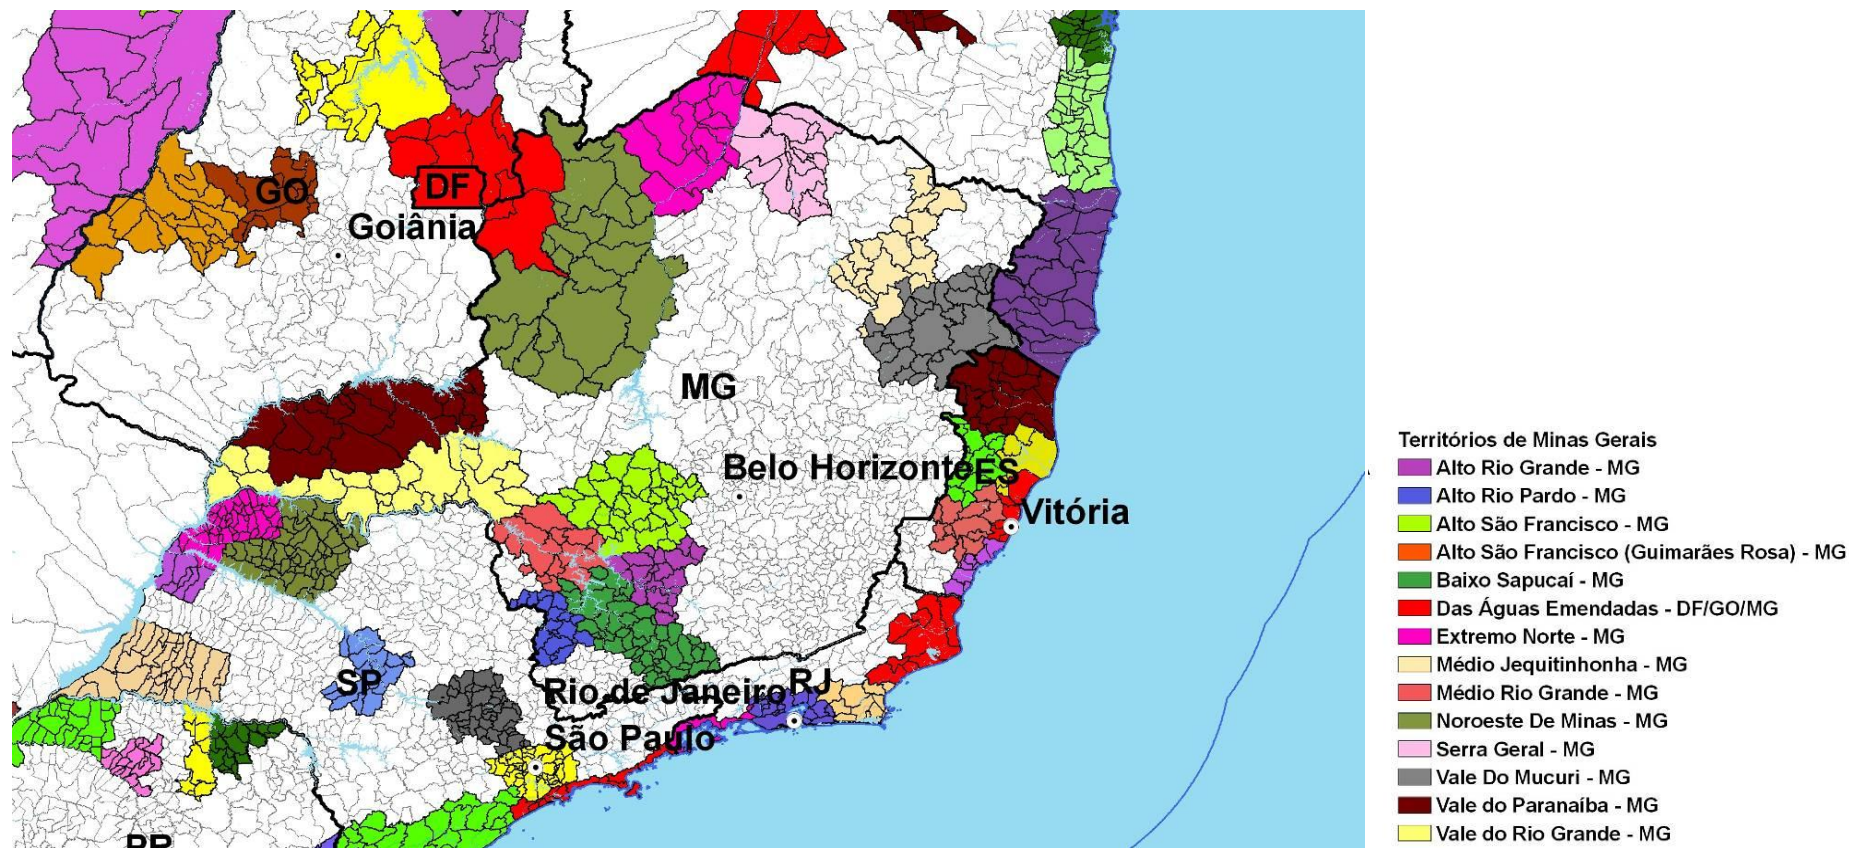 GO
DF
Goiânia
MG
Belo Horizonte
ES
Vitória
SP
Rio de Janeiro
RJ
São Paulo
PR
Territórios de Minas Gerais
Alto Rio Grande - MG
Alto Rio Pardo - MG
Alto São Francisco - MG
Alto São Francisco (Guimarães Rosa) - MG
Baixo Sapucaí - MG
Das Águas Emendadas - DF/GO/MG
Extremo Norte - MG
Médio Jequitinhonha - MG
Médio Rio Grande - MG
Noroeste De Minas - MG
Serra Geral - MG
Vale Do Mucuri - MG
Vale do Paranaíba - MG
Vale do Rio Grande - MG